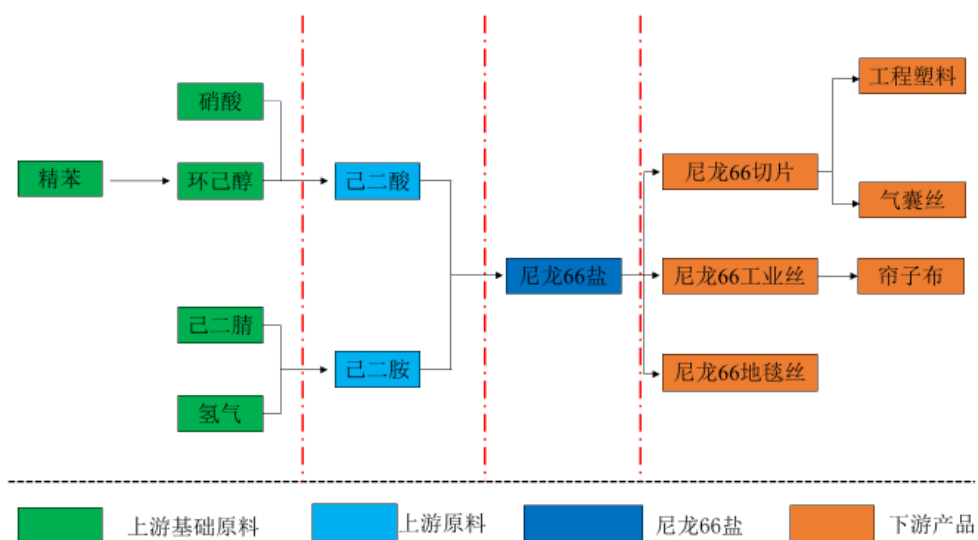 工程塑料
硝酸
精苯
环己醇
己二酸
尼龙66切片
气囊丝
尼龙66盐
尼龙66工业丝
帘子布
己二腈
己二胺
尼龙66地毯丝
氢气
上游基础原料
上游原料
尼龙66盐
下游产品